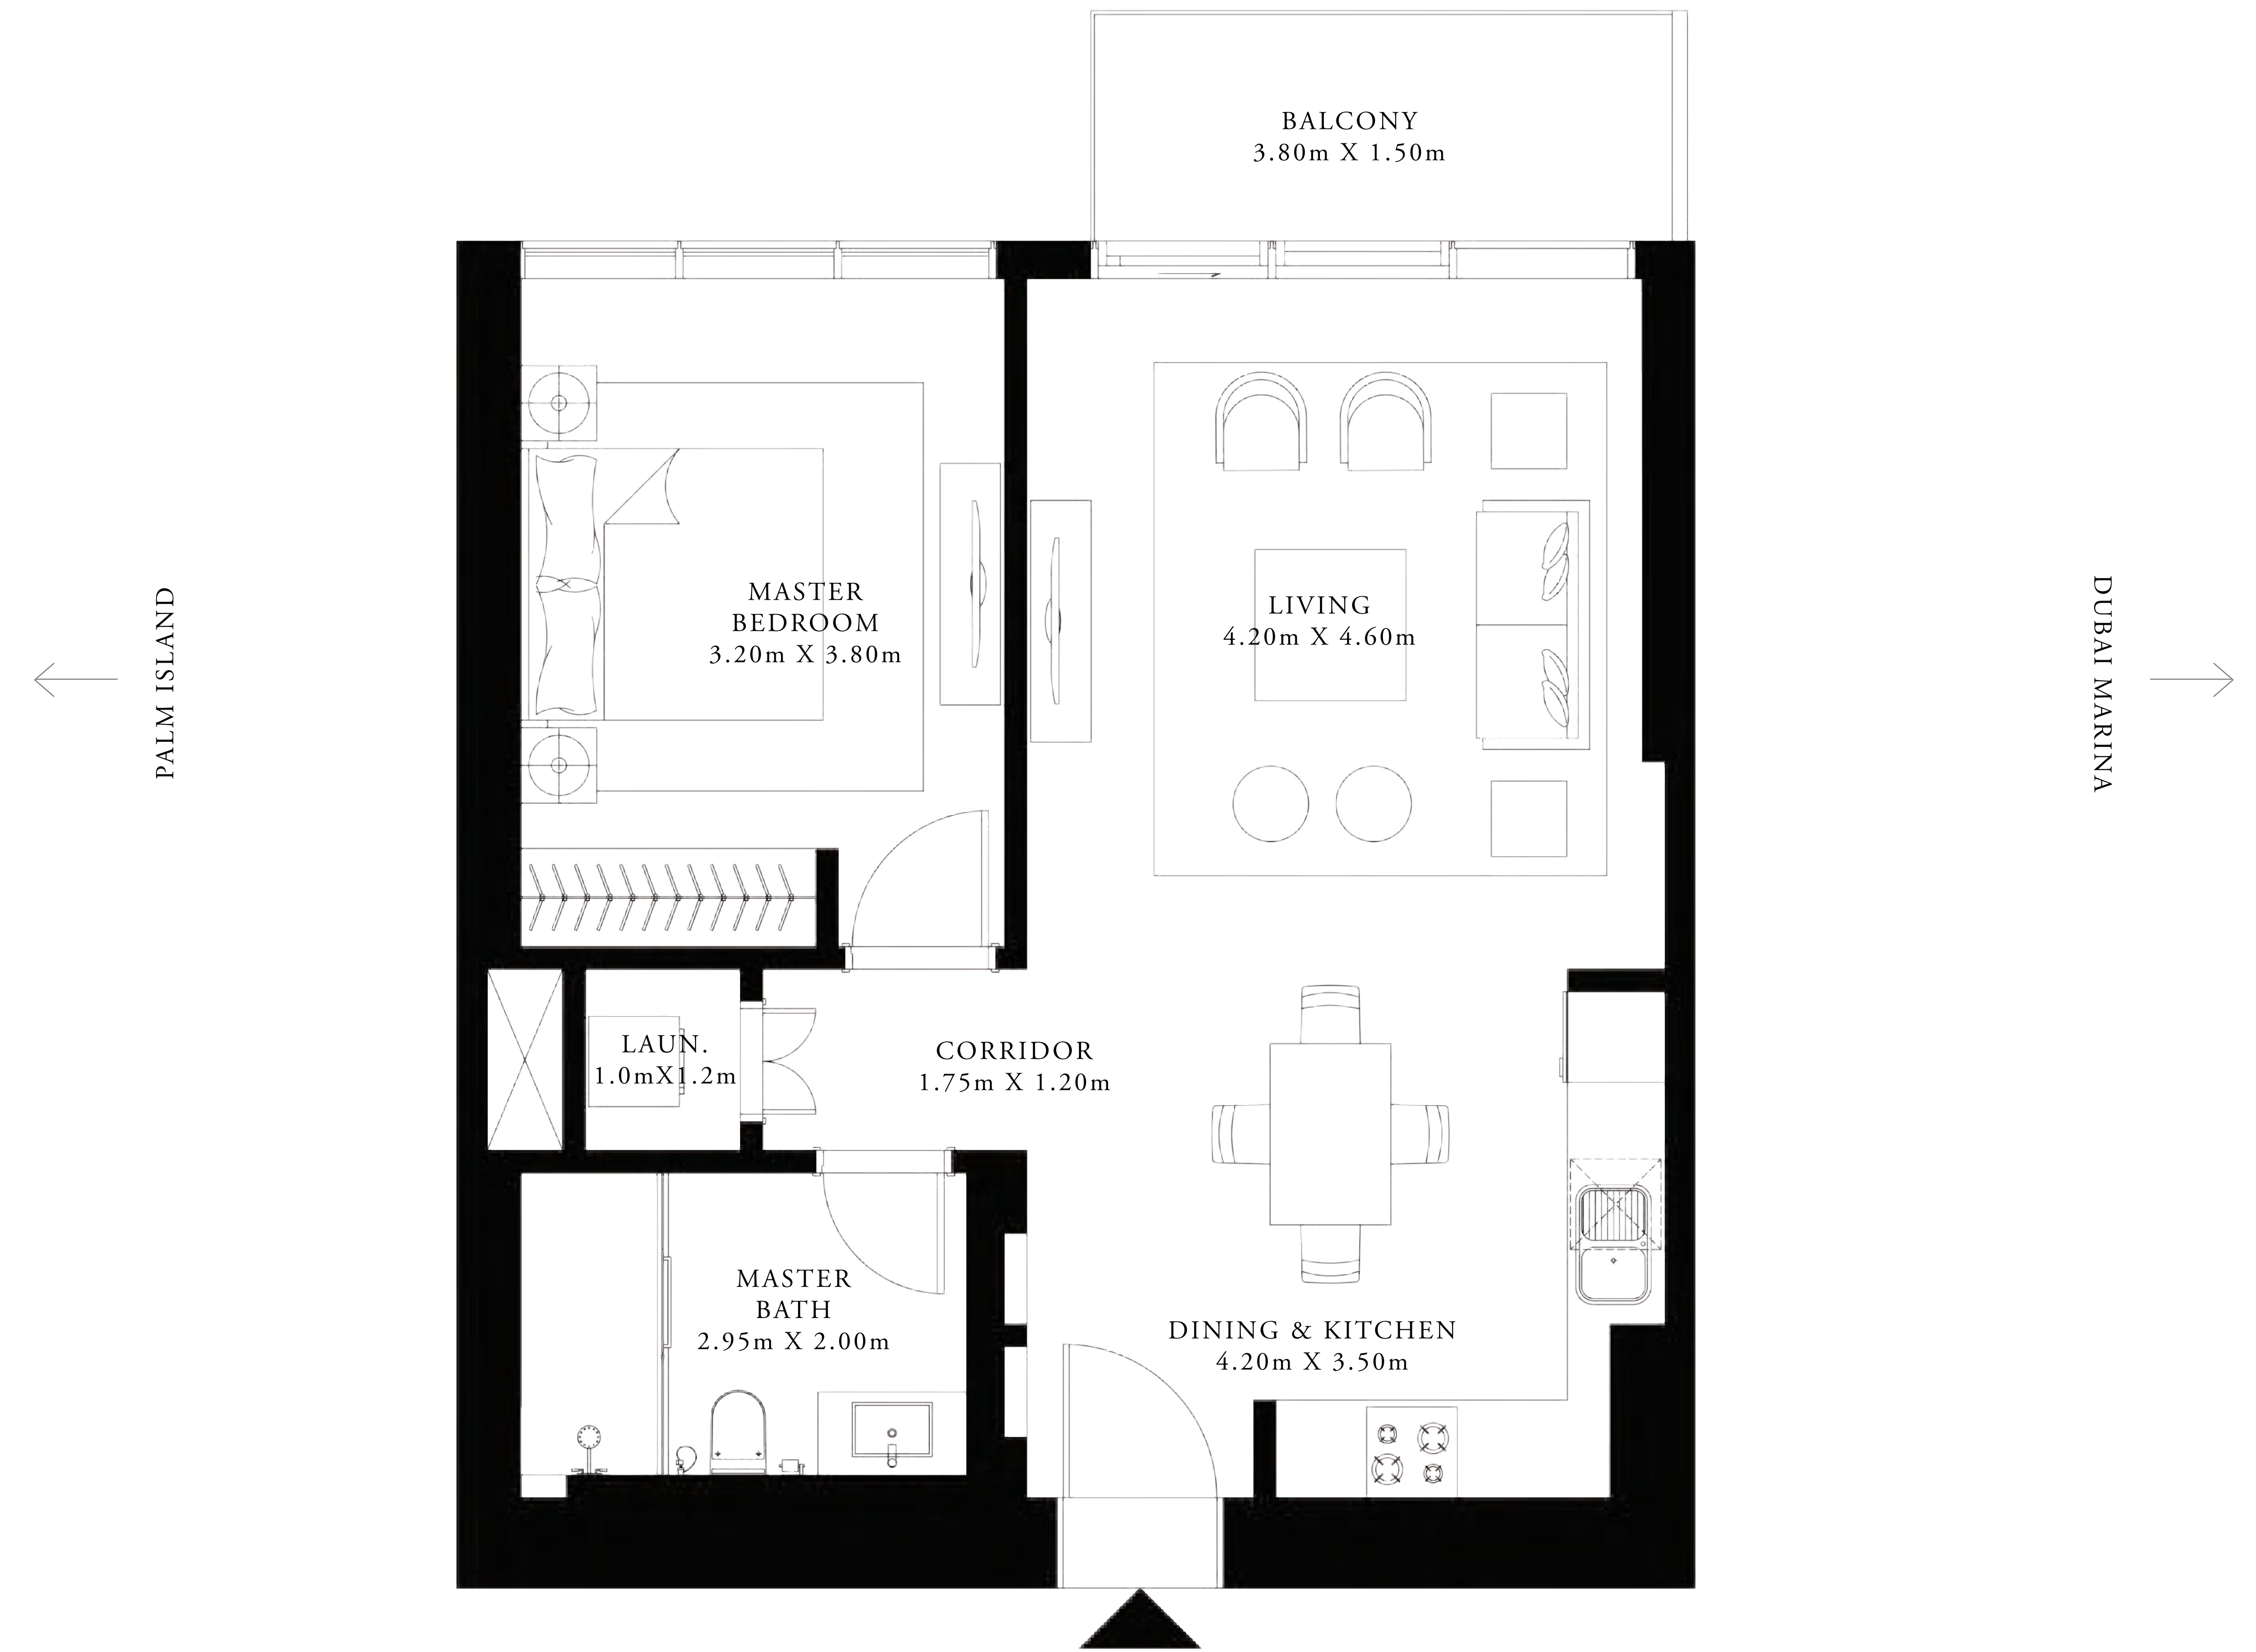 BALCONY
3.80m X 1.50m
MASTER
BEDROOM
3.20m X 3.80m
LIVING
4.20m X 4.60m
PALM ISLAND
DUBAI MARINA
LAUN.
1.0mX1.2m
CORRIDOR
1.75m X 1.20m
MASTER
BATH
2.95m X 2.00m
DINING & KITCHEN
4.20m X 3.50m